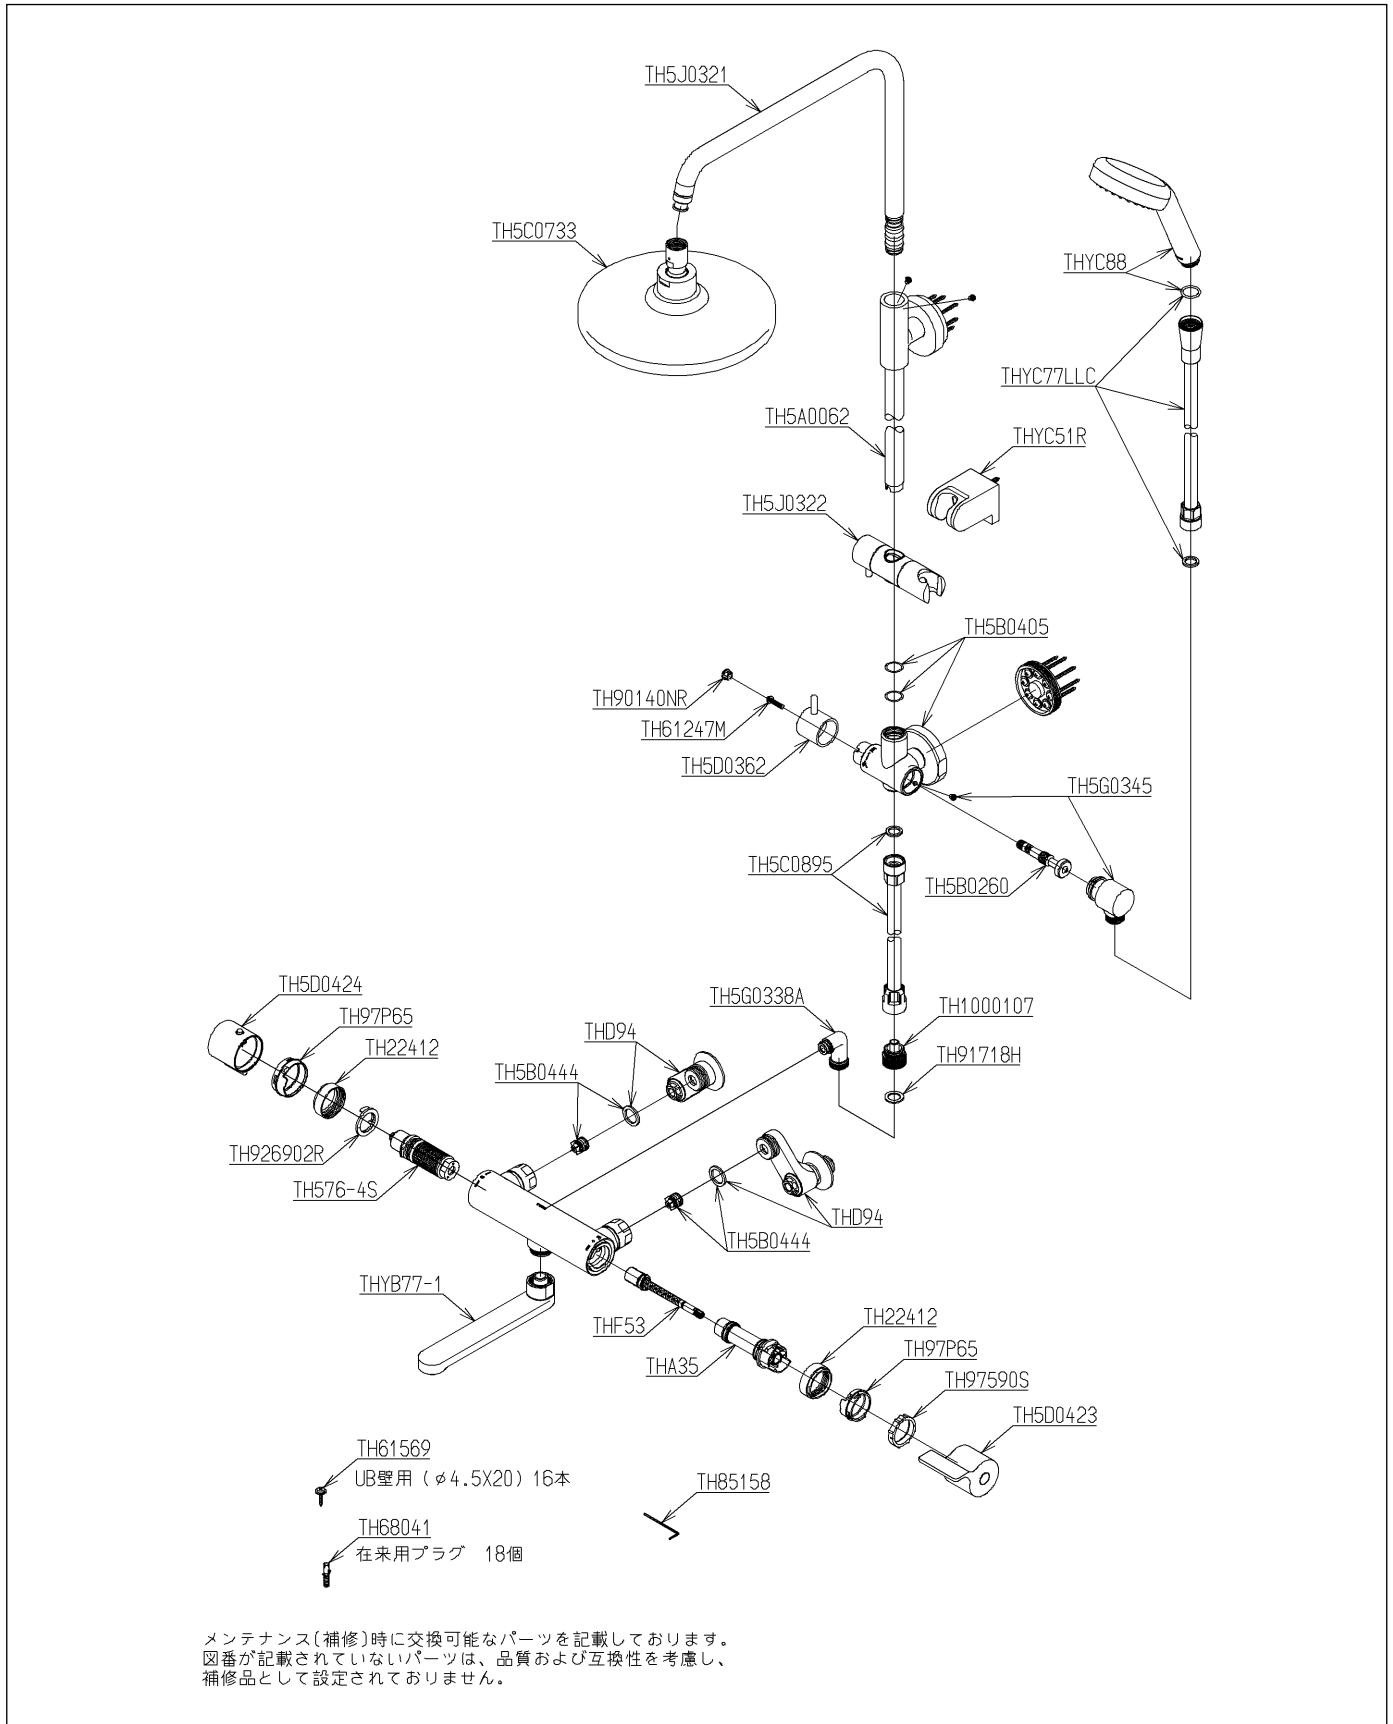 TH5J0321
TH5C0733
THYC88
THYC77LLC
TH5A0062
THYC51R
TH5J0322
TH5B0405
TH90140NR
TH61247M
TH5D0362
TH5G0345
TH5C0895
TH5B0260
TH5D0424
TH5G0338A
TH1000107
TH97P65
THD94
TH22412
TH91718H
TH5B0444
TH926902R
TH576-4S
THD94
TH5B0444
THYB77-1
THF53
TH22412
THA35
TH97P65
TH97590S
TH5D0423
TH61569
UB壁用(φ4.5X20)16本
TH85158
TH68041
在来用プラグ 18個
メンテナンス(補修)時に交換可能なパーツを記載しております。
図番が記載されていないパーツは、品質および互換性を考慮し、
補修品として設定されておりません。